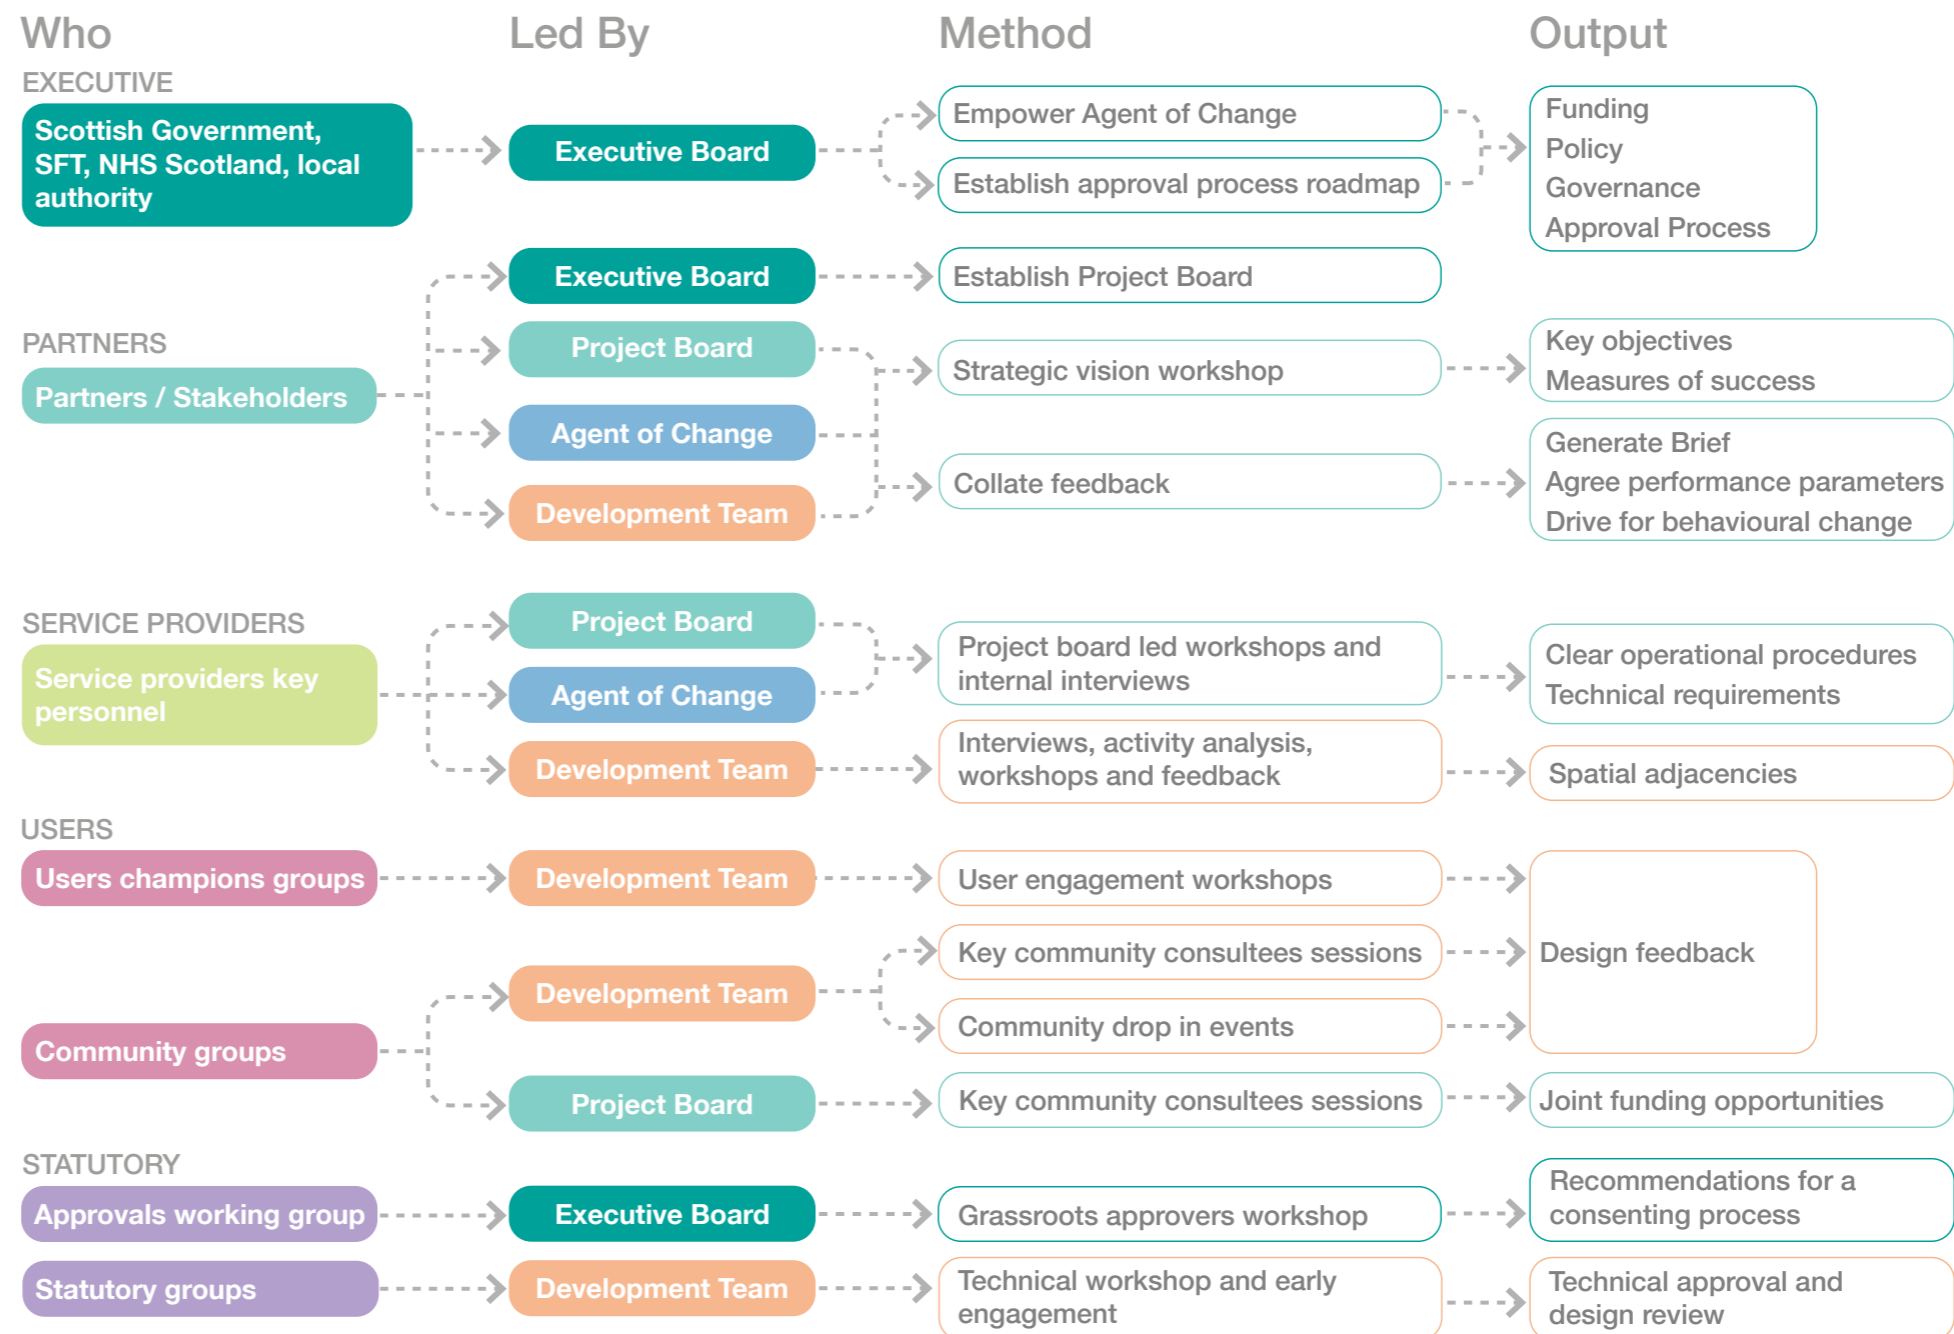 Who
Led By
Method
Output
EXECUTIVE
Scottish Government,
SFT, NHS Scotland, local
authority
Executive Board
Empower Agent of Change
Establish approval process roadmap
Funding
Policy
Governance
Approval Process
Executive Board
Establish Project Board
PARTNERS
Partners / Stakeholders
Project Board
Agent of Change
Development Team
Strategic vision workshop
Collate feedback
Key objectives
Measures of success
Generate Brief
Agree performance parameters
Drive for behavioural change
SERVICE PROVIDERS
Service providers key
personnel
Project Board
Agent of Change
Development Team
Project board led workshops and
internal interviews
Interviews, activity analysis,
workshops and feedback
Clear operational procedures
Technical requirements
Spatial adjacencies
USERS
Users champions groups
Development Team
User engagement workshops
Community groups
Development Team
Key community consultees sessions
Community drop in events
Design feedback
Project Board
Key community consultees sessions
Joint funding opportunities
STATUTORY
Approvals working group
Executive Board
Grassroots approvers workshop
Recommendations for a
consenting process
Statutory groups
Development Team
Technical workshop and early
engagement
Technical approval and
design review